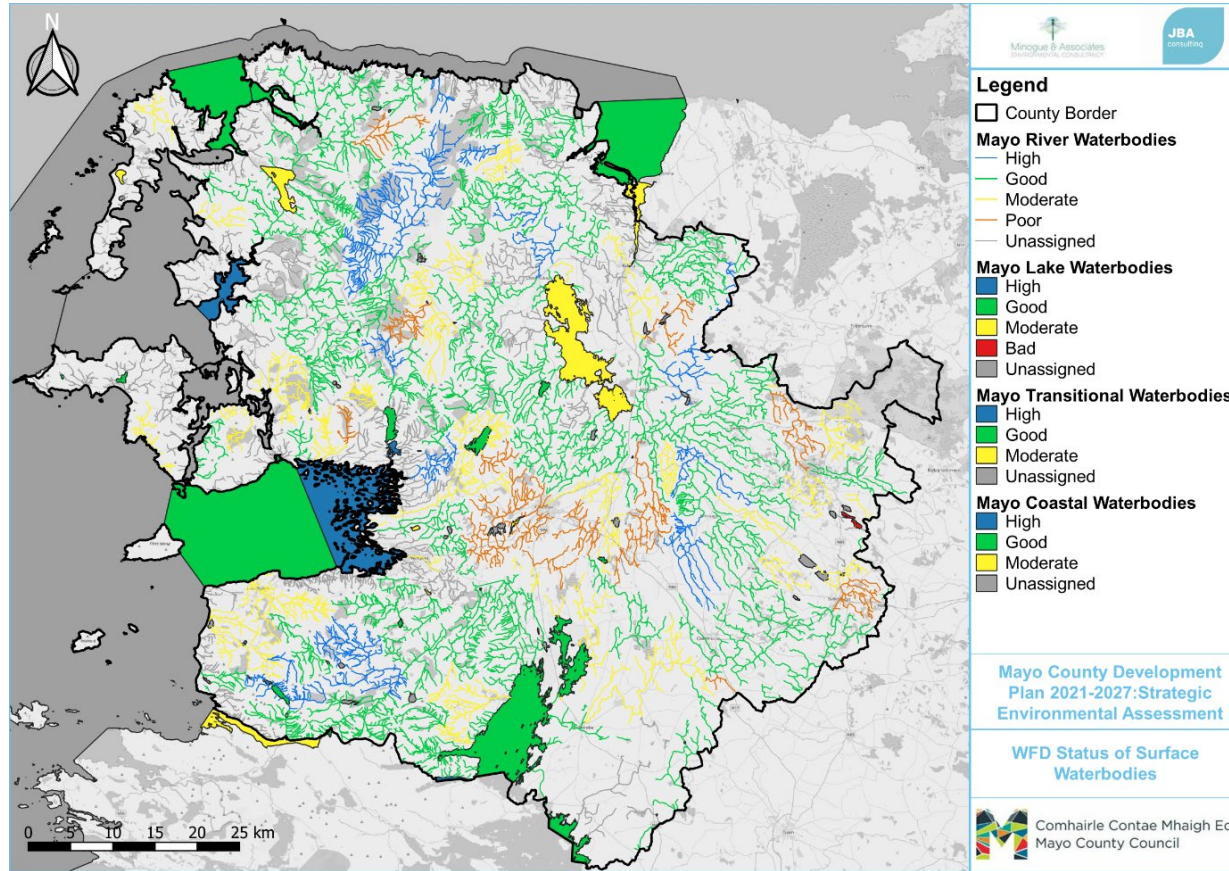 N
0 5 10 15 20 25 km
Minogue & Associates
ENVIRONMENTAL CONSULTANCY
JBA
consulting
Legend
County Border
Mayo River Waterbodies
High
Good
Moderate
Poor
Unassigned
Mayo Lake Waterbodies
High
Good
Moderate
Bad
Unassigned
Mayo Transitional Waterbodies
High
Good
Moderate
Unassigned
Mayo Coastal Waterbodies
High
Good
Moderate
Unassigned
Mayo County Development
Plan 2021-2027:Strategic
Environmental Assessment
WFD Status of Surface
Waterbodies
Comhairle Contae Mhaigh Eo
Mayo County Council